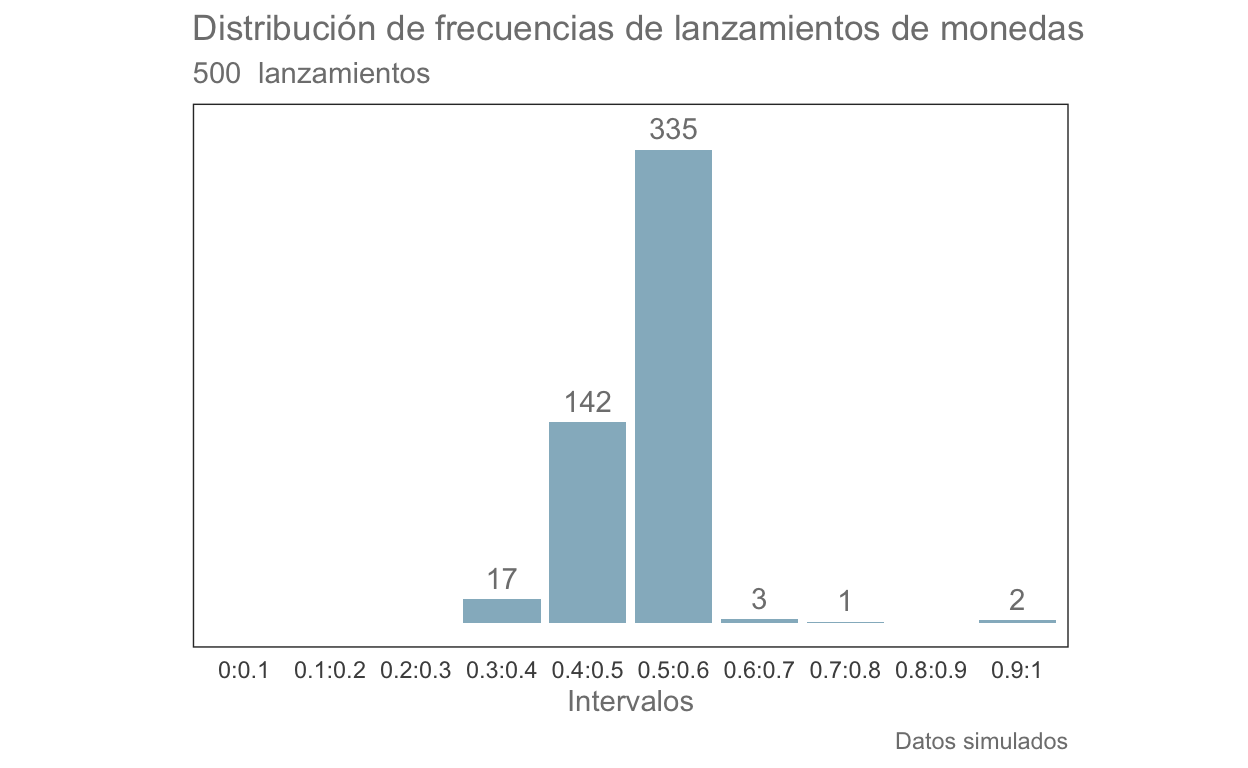 Distribución de frecuencias de lanzamientos de monedas
500  lanzamientos
335
142
17
3
1
2
0:0.1 0.1:0.2 0.2:0.3 0.3:0.4 0.4:0.5 0.5:0.6 0.6:0.7 0.7:0.8 0.8:0.9 0.9:1
Intervalos
Datos simulados